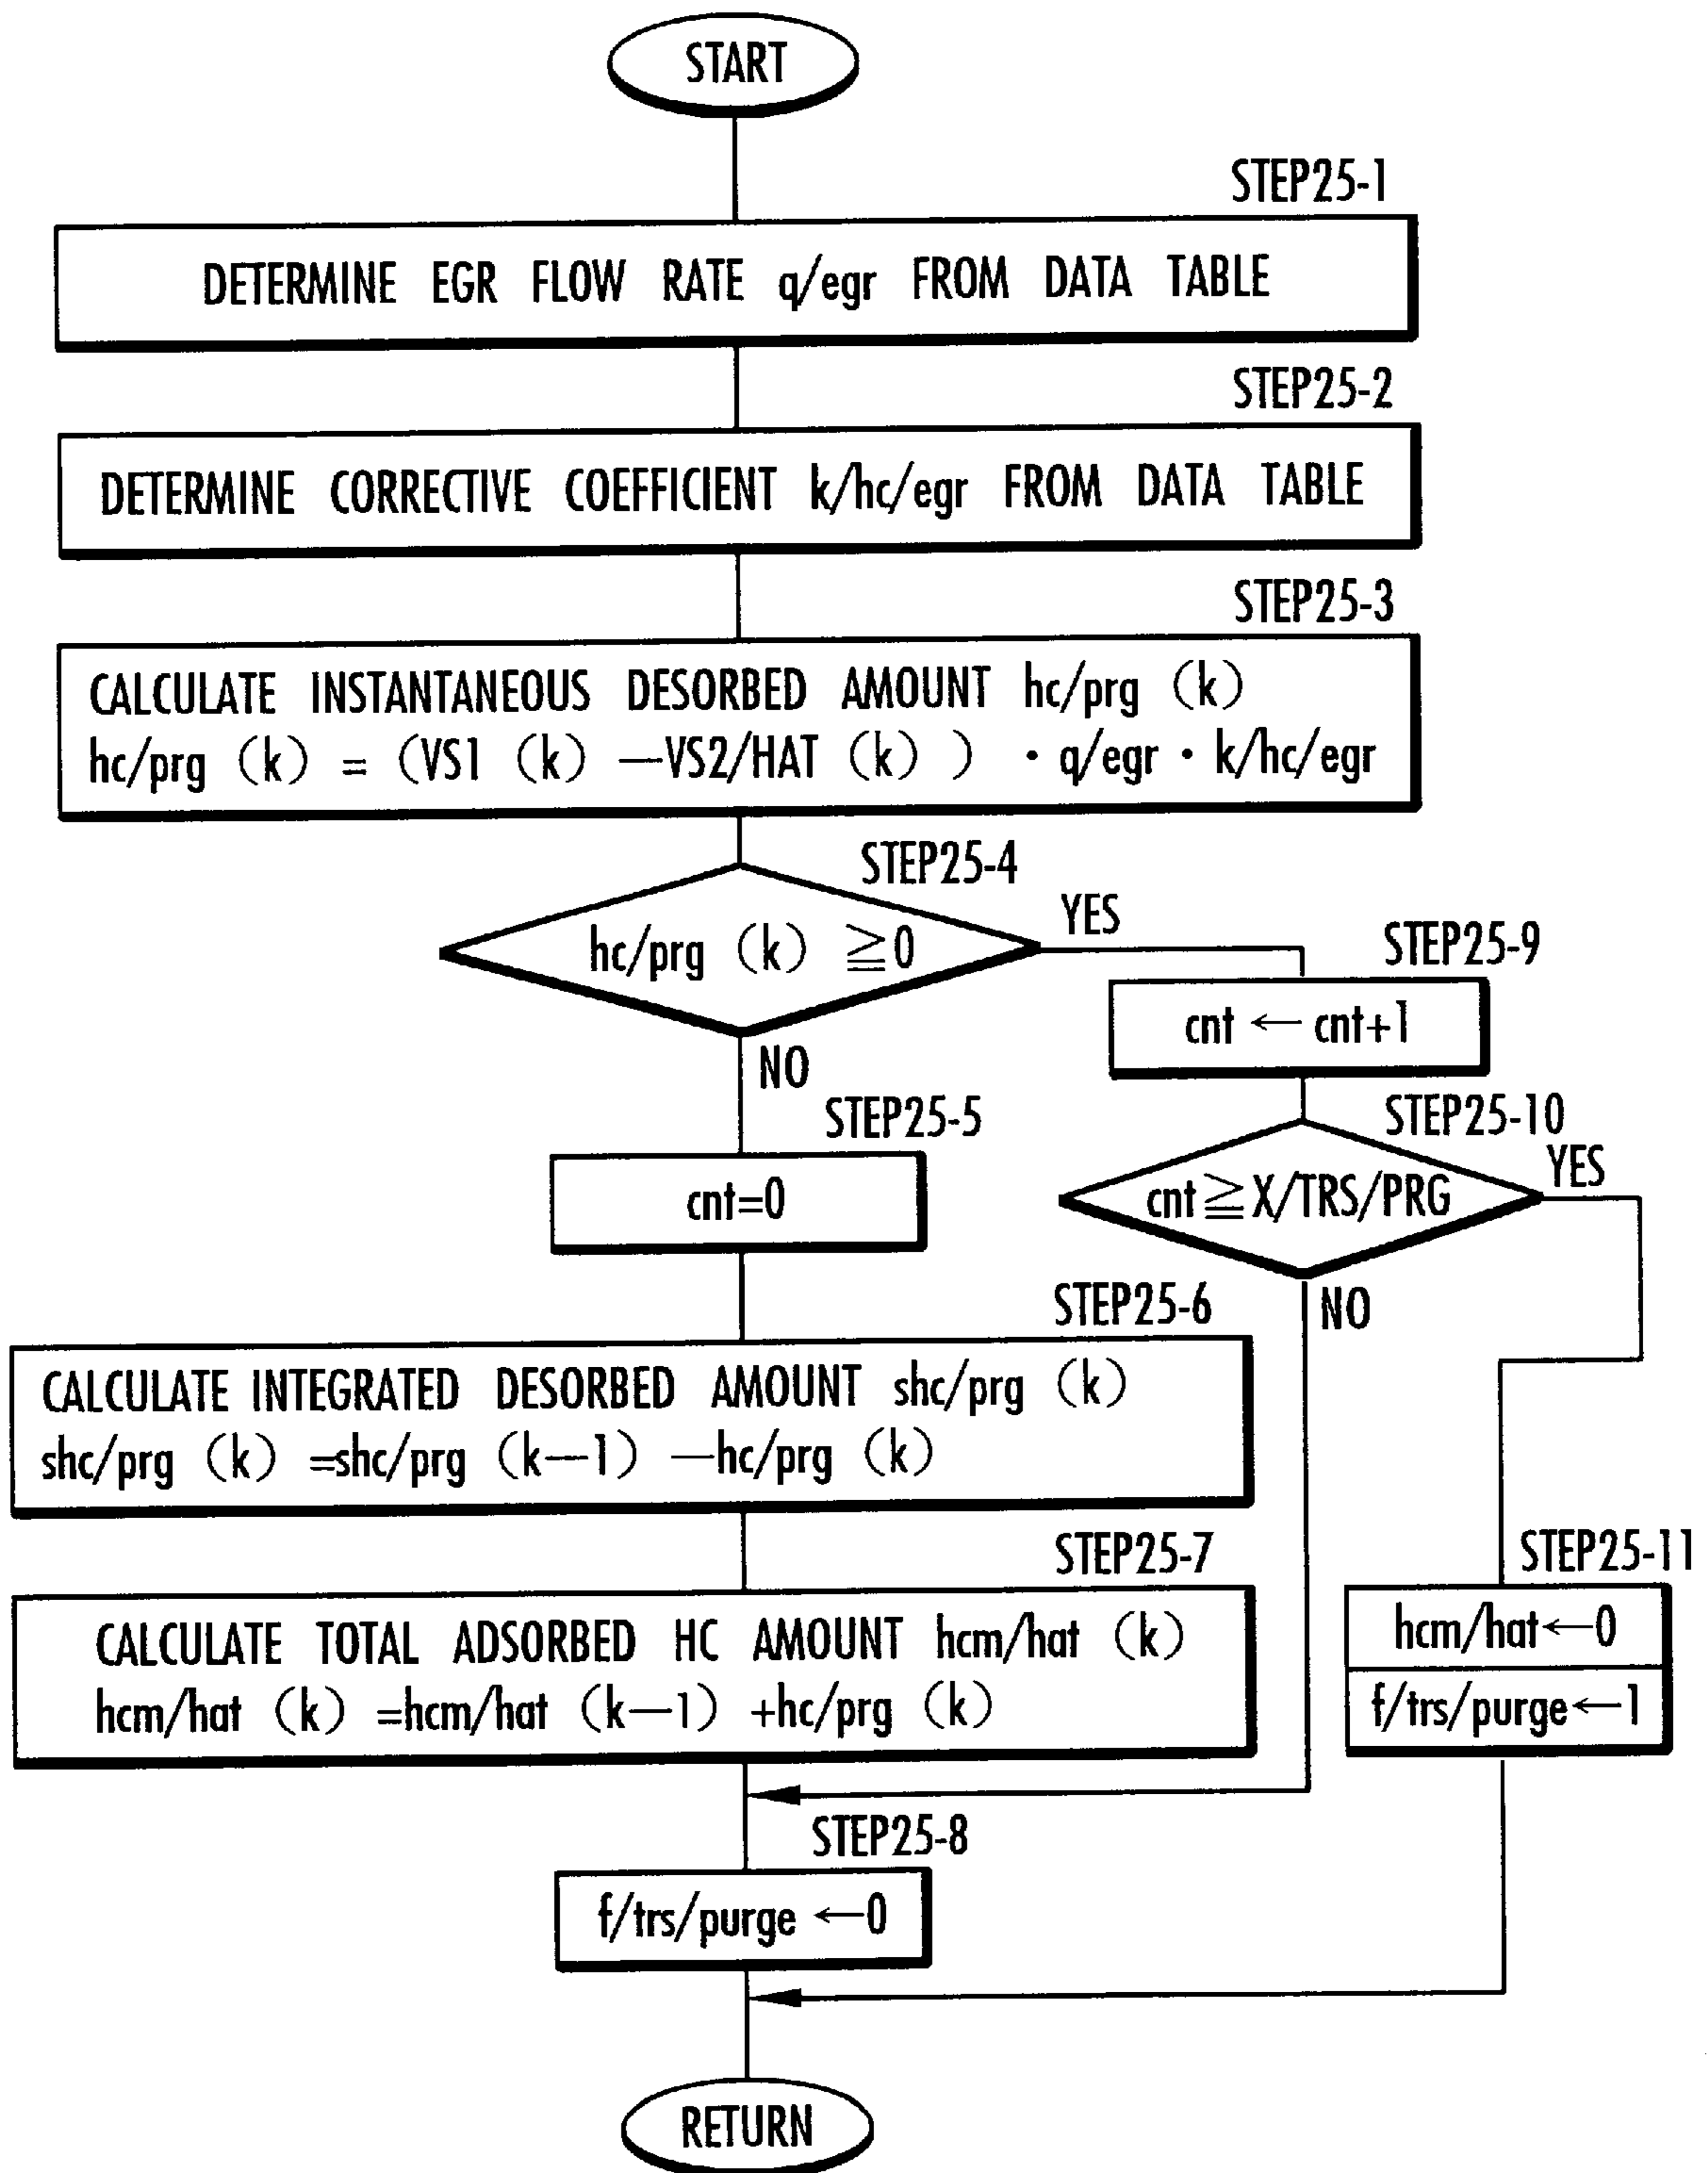 START
STEP25-1
DETERMINE EGR FLOW RATE q/egr FROM DATA TABLE
STEP25-2
DETERMINE CORRECTIVE COEFFICIENT k/hc/egr FROM DATA TABLE
STEP25-3
CALCULATE INSTANTANEOUS DESORBED AMOUNT hc/prg (k)
hc/prg (k) = (VS1 (k) —VS2/HAT (k) ) · q/egr · k/hc/egr
STEP25-4
hc/prg (k) ≧0
YES
NO
STEP25-9
cnt ← cnt+1
STEP25-10
cnt≧X/TRS/PRG
YES
NO
STEP25-5
cnt=0
STEP25-6
CALCULATE INTEGRATED DESORBED AMOUNT shc/prg (k)
shc/prg (k) =shc/prg (k—1) —hc/prg (k)
STEP25-7
CALCULATE TOTAL ADSORBED HC AMOUNT hcm/hat (k)
hcm/hat (k) =hcm/hat (k—1) +hc/prg (k)
STEP25-11
hcm/hat←0
f/trs/purge←1
STEP25-8
f/trs/purge ←0
RETURN